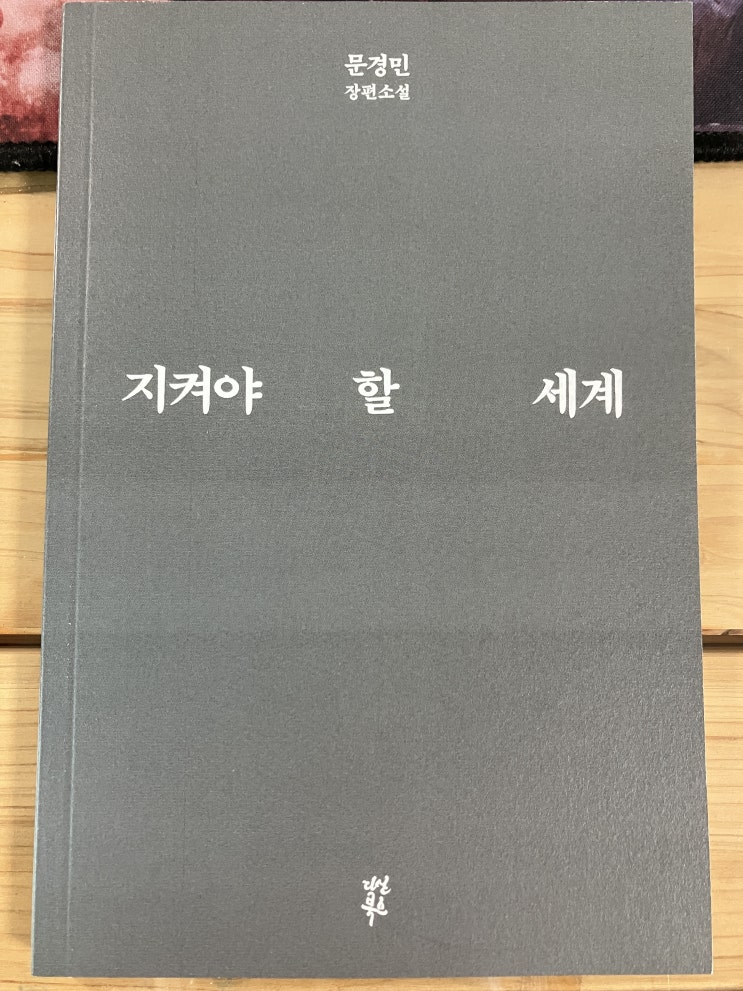 문경민
장편소설
지켜야 할 세계
다산
북스